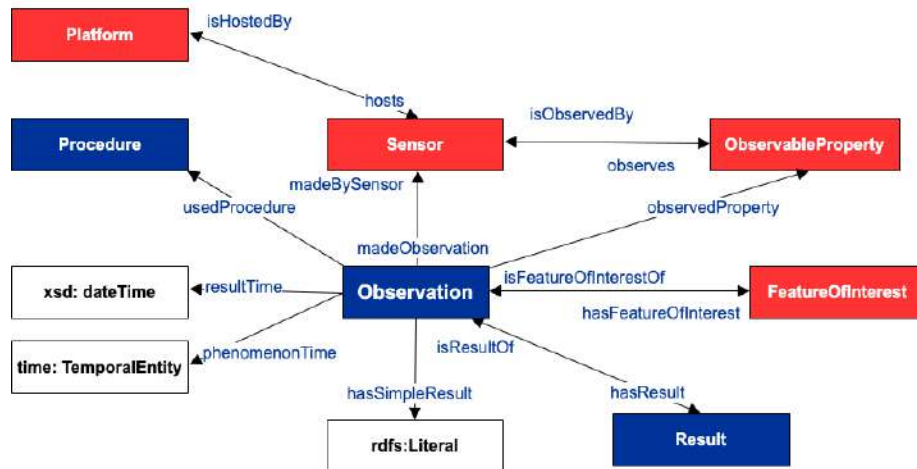 Platform
isHostedBy
hosts
Procedure
Sensor
isObservedBy
ObservableProperty
observes
madeBySensor
usedProcedure
observedProperty
madeObservation
xsd: dateTime
resultTime
Observation
isFeatureOfInterestOf
FeatureOfInterest
hasFeatureOfInterest
time: TemporalEntity
phenomenonTime
isResultOf
hasSimpleResult
hasResult
rdfs:Literal
Result